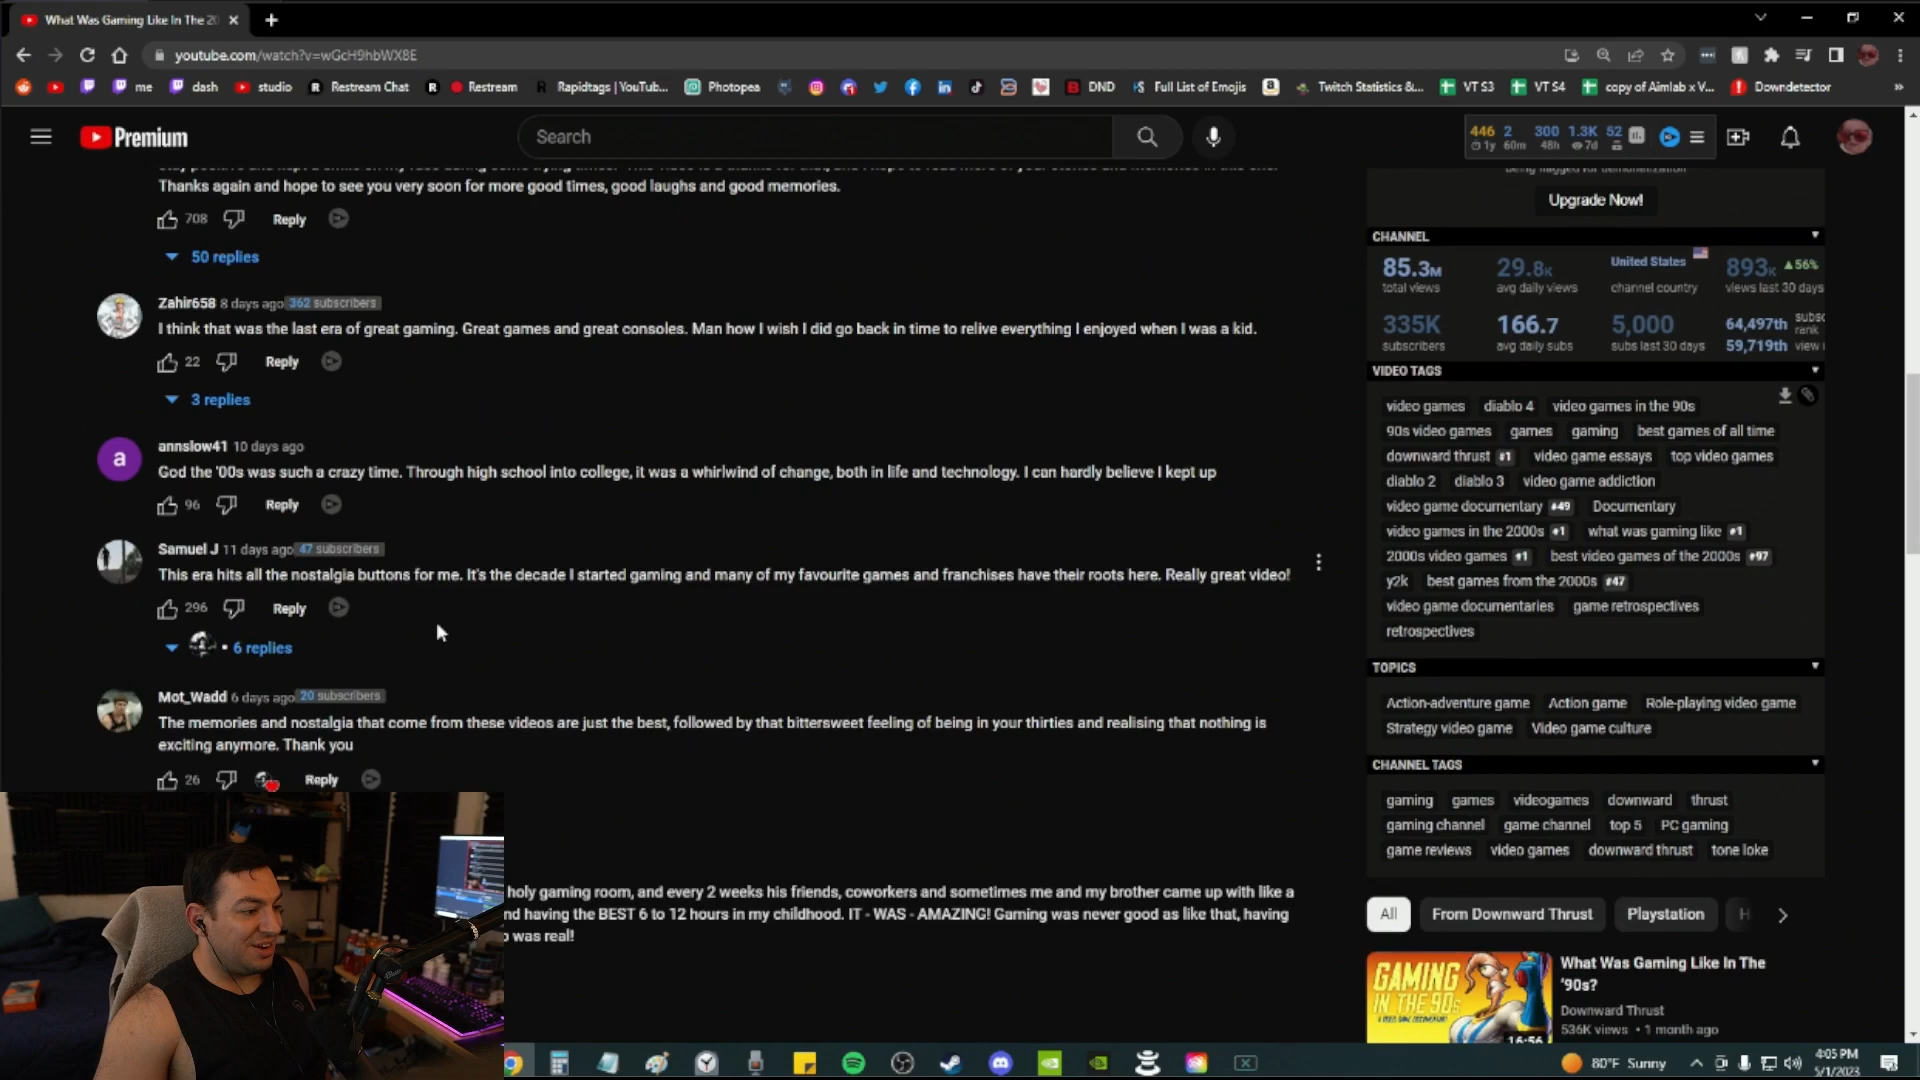 What Was Gaming Like In The 20
youtube.com/watch?v=wGcH9hbWX8E
me
dash
studio
Restream Chat
Restream
Rapidtags | YouTub...
Photopea
DND
Full List of Emojis
Twitch Statistics &...
VT S3
VT S4
copy of Aimlab x V...
Downdetector
Premium
Search
446 2 300 1.3K 52
1y 60m 48h 7d
Thanks again and hope to see you very soon for more good times, good laughs and good memories.
708 Reply
50 replies
Zahir658 8 days ago 362 subscribers
I think that was the last era of great gaming. Great games and great consoles. Man how I wish I did go back in time to relive everything I enjoyed when I was a kid.
22 Reply
3 replies
a
annslow41 10 days ago
God the '00s was such a crazy time. Through high school into college, it was a whirlwind of change, both in life and technology. I can hardly believe I kept up
96 Reply
Samuel J 11 days ago 47 subscribers
This era hits all the nostalgia buttons for me. It's the decade I started gaming and many of my favourite games and franchises have their roots here. Really great video!
296 Reply
• 6 replies
Mot_Wadd 6 days ago 20 subscribers
The memories and nostalgia that come from these videos are just the best, followed by that bittersweet feeling of being in your thirties and realising that nothing is
exciting anymore. Thank you
26 Reply
holy gaming room, and every 2 weeks his friends, coworkers and sometimes me and my brother came up with like a
nd having the BEST 6 to 12 hours in my childhood. IT - WAS - AMAZING! Gaming was never good as like that, having
o was real!
being flagged for demonetization
Upgrade Now!
CHANNEL
85.3M 29.8K United States 893K ▲56%
total views avg daily views channel country views last 30 days
335K 166.7 5,000 64,497th subsc rank
subscribers avg daily subs subs last 30 days 59,719th view
VIDEO TAGS
video games diablo 4 video games in the 90s
90s video games games gaming best games of all time
downward thrust #1 video game essays top video games
diablo 2 diablo 3 video game addiction
video game documentary #49 Documentary
video games in the 2000s #1 what was gaming like #1
2000s video games #1 best video games of the 2000s #97
y2k best games from the 2000s #47
video game documentaries game retrospectives
retrospectives
TOPICS
Action-adventure game Action game Role-playing video game
Strategy video game Video game culture
CHANNEL TAGS
gaming games videogames downward thrust
gaming channel game channel top 5 PC gaming
game reviews video games downward thrust tone loke
All From Downward Thrust Playstation H
GAMING IN THE 90s
16:56
What Was Gaming Like In The
'90s?
Downward Thrust
536K views • 1 month ago
80°F Sunny
4:05 PM
5/1/2023